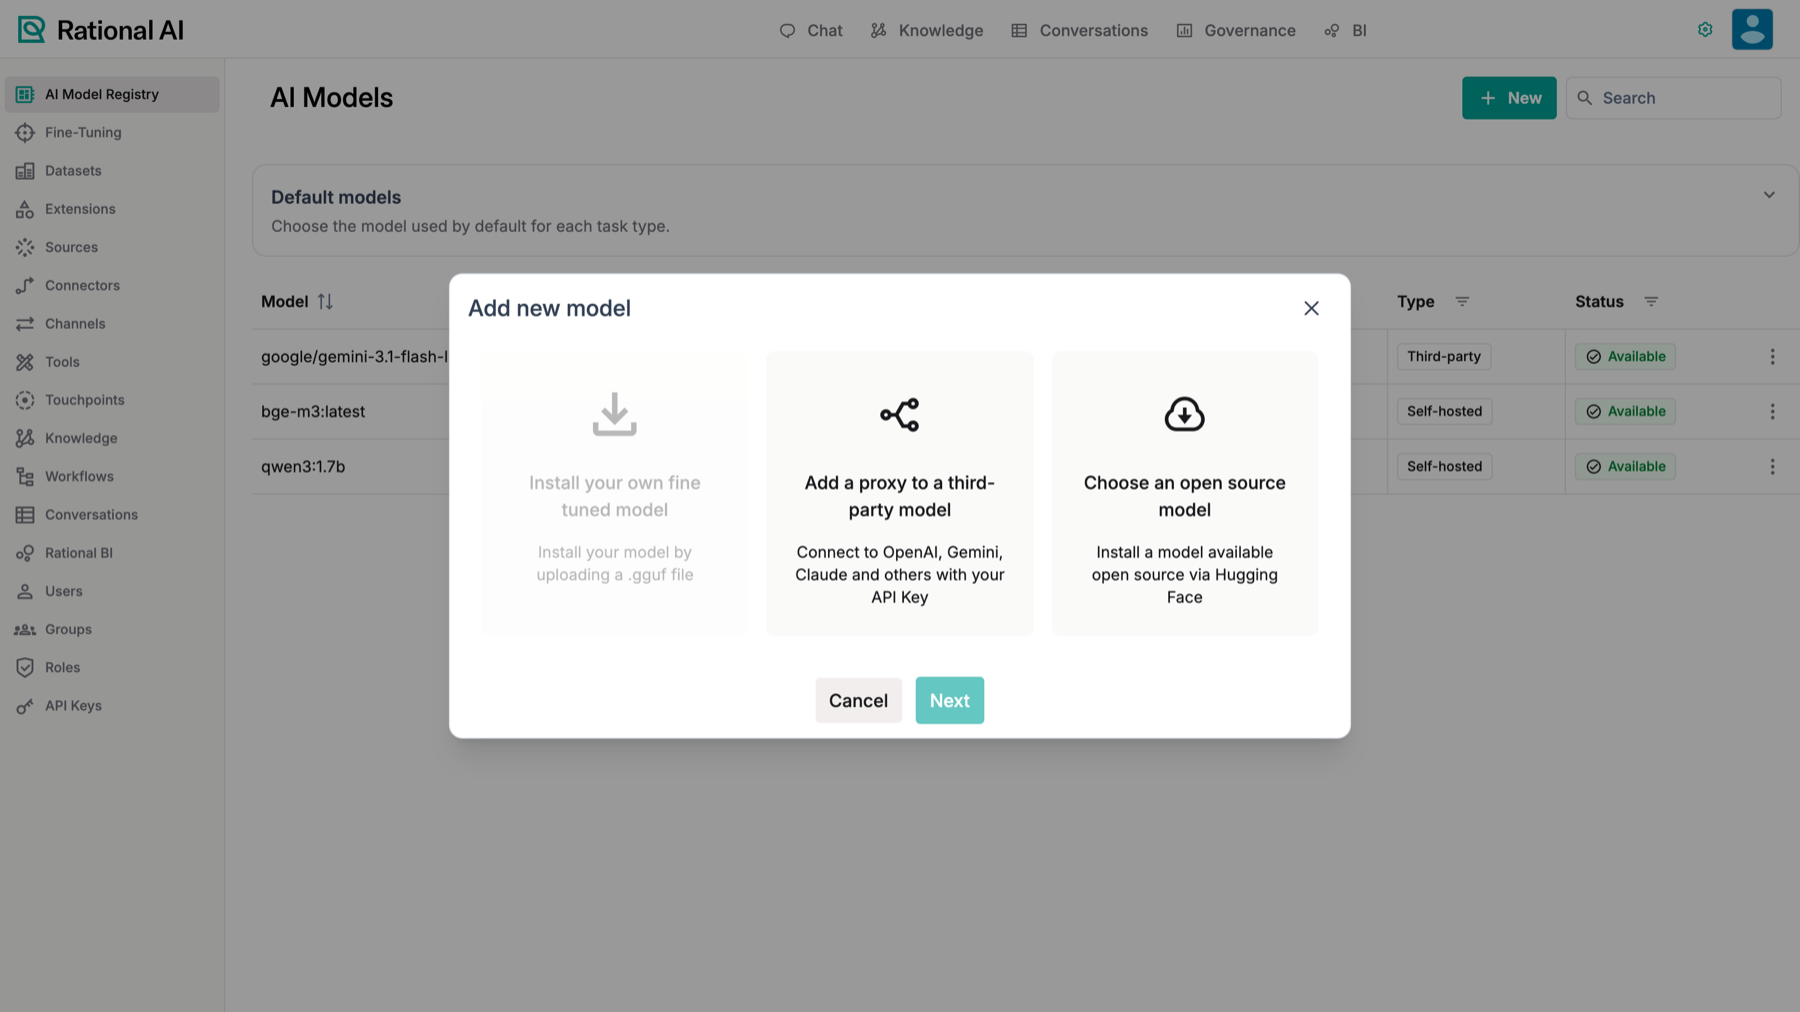 Rational AI
Chat
Knowledge
Conversations
Governance
BI
AI Model Registry
Fine-Tuning
Datasets
Extensions
Sources
Connectors
Channels
Tools
Touchpoints
Knowledge
Workflows
Conversations
Rational BI
Users
Groups
Roles
API Keys
AI Models
New
Search
Default models
Choose the model used by default for each task type.
Model
Type
Status
google/gemini-3.1-flash-l
Third-party
Available
bge-m3:latest
Self-hosted
Available
qwen3:1.7b
Self-hosted
Available
Add new model
Install your own fine
tuned model
Install your model by
uploading a .gguf file
Add a proxy to a third-
party model
Connect to OpenAI, Gemini,
Claude and others with your
API Key
Choose an open source
model
Install a model available
open source via Hugging
Face
Cancel
Next